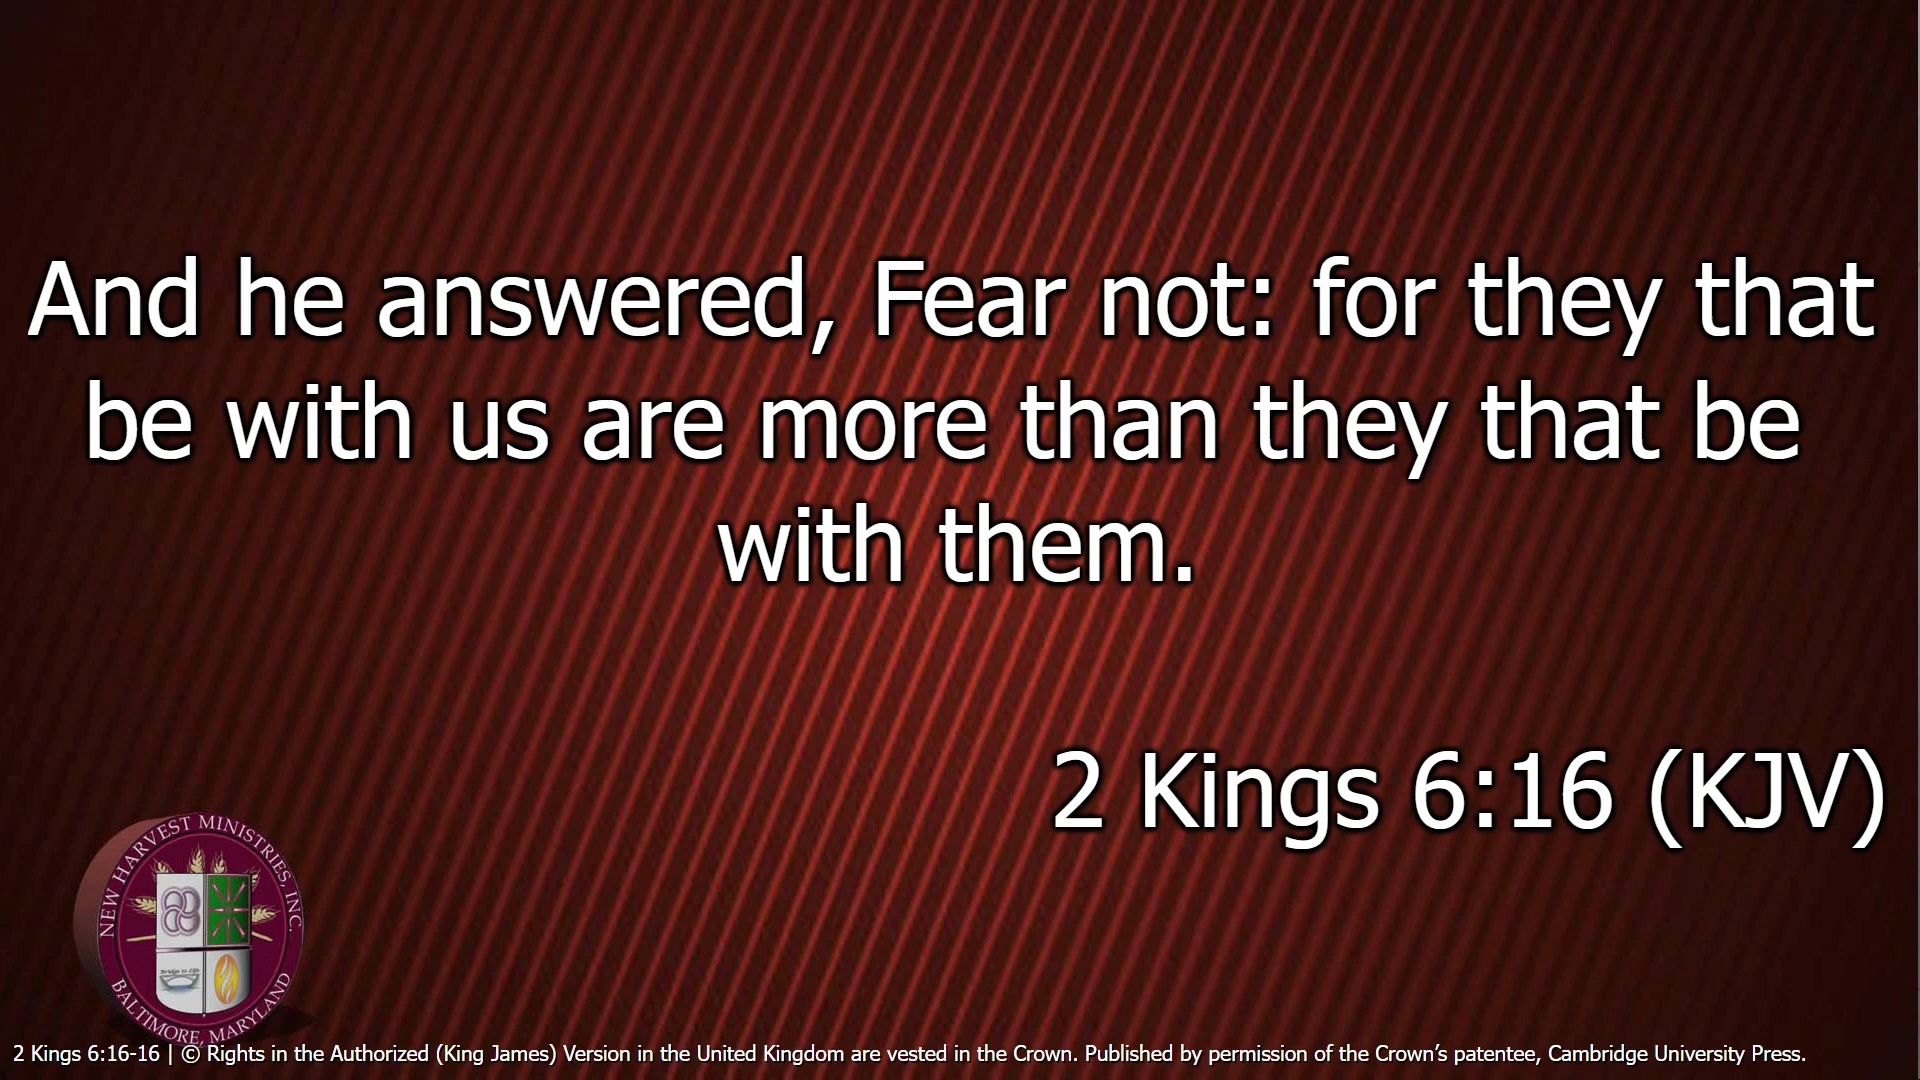 And he answered, Fear not: for they that
be with us are more than they that be
with them.
2 Kings 6:16 (KJV)
NEW HARVEST MINISTRIES, INC.
Bridge to Life
BALTIMORE, MARYLAND
2 Kings 6:16-16 | © Rights in the Authorized (King James) Version in the United Kingdom are vested in the Crown. Published by permission of the Crown’s patentee, Cambridge University Press.